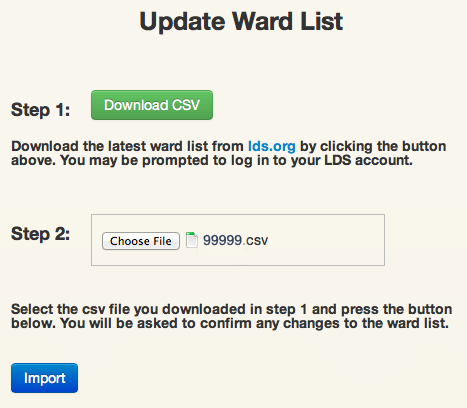 Update Ward List
Step 1: Download CSV
Download the latest ward list from lds.org by clicking the button
above. You may be prompted to log in to your LDS account.
Step 2: Choose File 99999.csv
Select the csv file you downloaded in step 1 and press the button
below. You will be asked to confirm any changes to the ward list.
Import